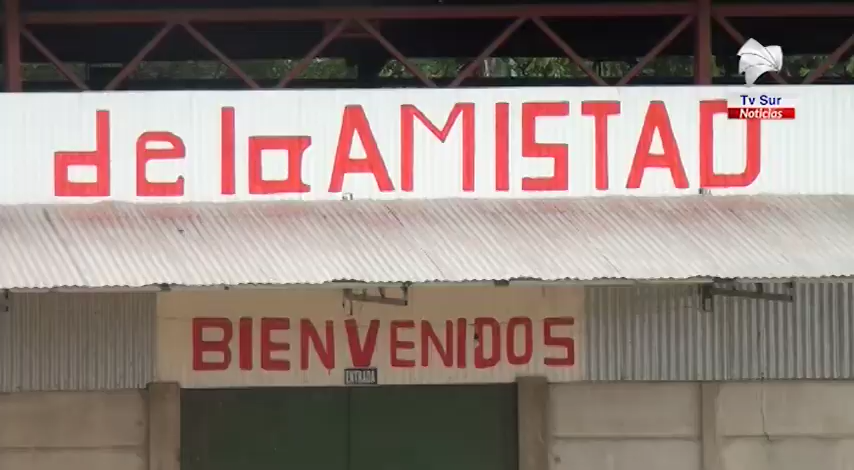 de la AMISTAD
Tv Sur
Noticias
BIENVENIDOS
ENTRADA